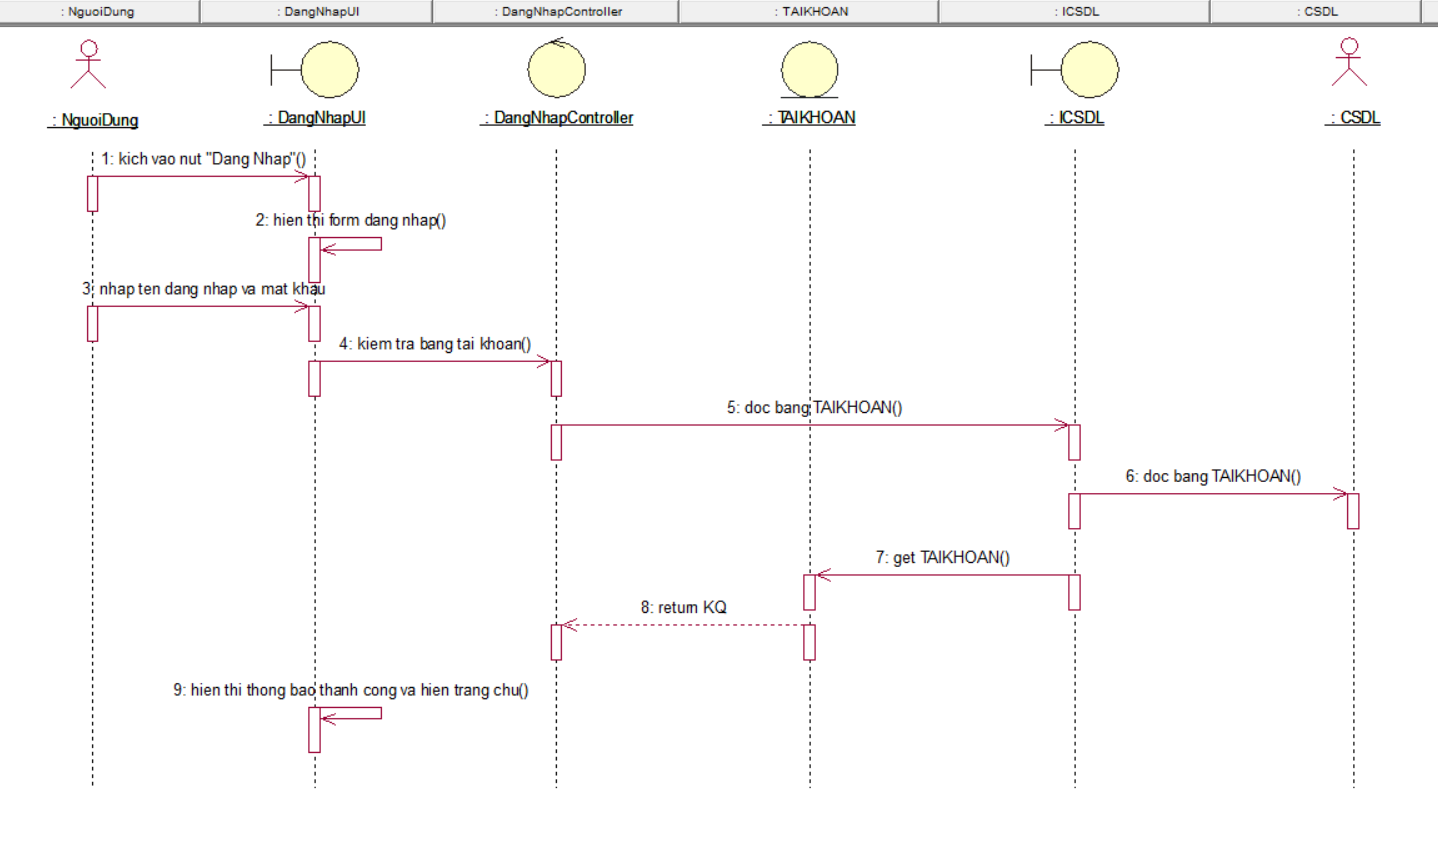 : NguoiDung
: DangNhapUI
: DangNhapController
: TAIKHOAN
: ICSDL
: CSDL
: NguoiDung
: DangNhapUI
: DangNhapController
: TAIKHOAN
: ICSDL
: CSDL
1: kich vao nut "Dang Nhap"()
2: hien thi form dang nhap()
3: nhap ten dang nhap va mat khau
4: kiem tra bang tai khoan()
5: doc bang TAIKHOAN()
6: doc bang TAIKHOAN()
7: get TAIKHOAN()
8: return KQ
9: hien thi thong bao thanh cong va hien trang chu()